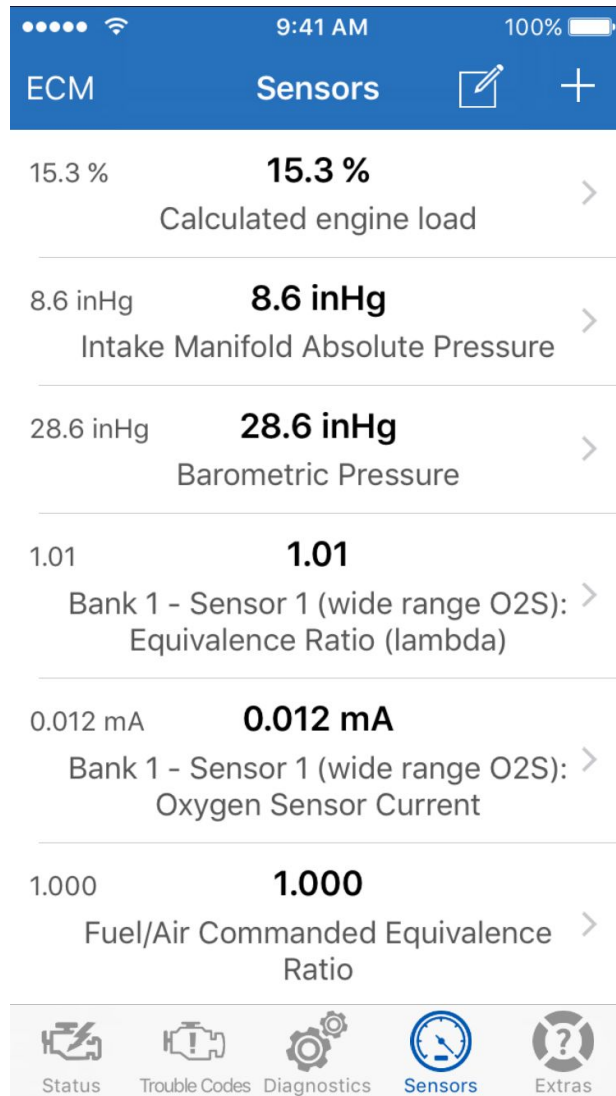 9:41 AM
100%
ECM
Sensors
15.3 %
15.3 %
Calculated engine load
8.6 inHg
8.6 inHg
Intake Manifold Absolute Pressure
28.6 inHg
28.6 inHg
Barometric Pressure
1.01
1.01
Bank 1 - Sensor 1 (wide range O2S):
Equivalence Ratio (lambda)
0.012 mA
0.012 mA
Bank 1 - Sensor 1 (wide range O2S):
Oxygen Sensor Current
1.000
1.000
Fuel/Air Commanded Equivalence
Ratio
Status
Trouble Codes
Diagnostics
Sensors
Extras